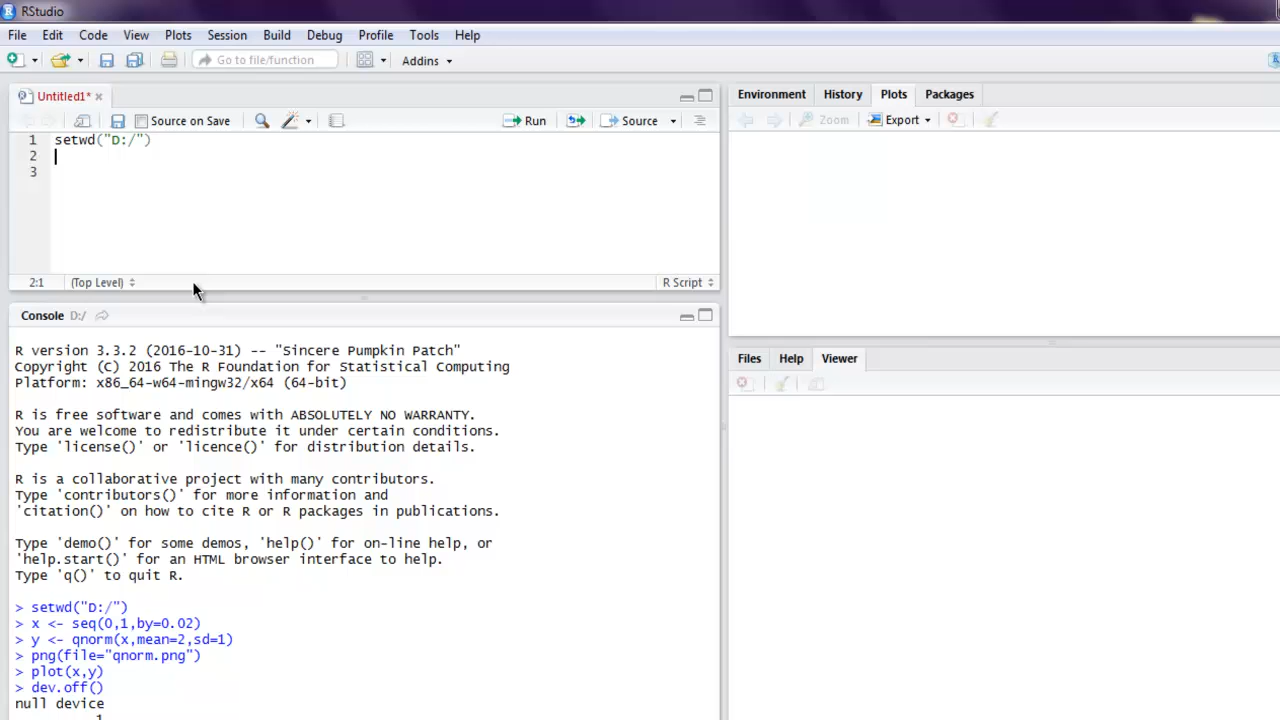 RStudio
File Edit Code View Plots Session Build Debug Profile Tools Help
Go to file/function Addins
Untitled1*
Source on Save Run Source
1 setwd("D:/")
2
3
2:1 (Top Level) R Script
Console D:/
R version 3.3.2 (2016-10-31) -- "Sincere Pumpkin Patch"
Copyright (C) 2016 The R Foundation for Statistical Computing
Platform: x86_64-w64-mingw32/x64 (64-bit)
R is free software and comes with ABSOLUTELY NO WARRANTY.
You are welcome to redistribute it under certain conditions.
Type 'license()' or 'licence()' for distribution details.
R is a collaborative project with many contributors.
Type 'contributors()' for more information and
'citation()' on how to cite R or R packages in publications.
Type 'demo()' for some demos, 'help()' for on-line help, or
'help.start()' for an HTML browser interface to help.
Type 'q()' to quit R.
> setwd("D:/")
> x <- seq(0,1,by=0.02)
> y <- qnorm(x,mean=2,sd=1)
> png(file="qnorm.png")
> plot(x,y)
> dev.off()
null device
1
Environment History Plots Packages
Zoom Export
Files Help Viewer